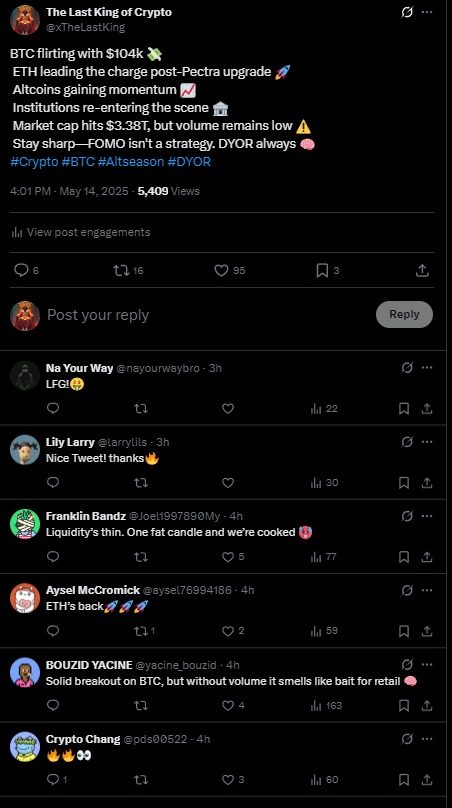 The Last King of Crypto
@xTheLastKing
BTC flirting with $104k 💸
ETH leading the charge post-Pectra upgrade 🚀
Altcoins gaining momentum 📈
Institutions re-entering the scene 🏛️
Market cap hits $3.38T, but volume remains low ⚠️
Stay sharp—FOMO isn't a strategy. DYOR always 🧠
#Crypto #BTC #Altseason #DYOR
4:01 PM · May 14, 2025 · 5,409 Views
View post engagements
6 16 95 3
Post your reply Reply
Na Your Way @nayourwaybro · 3h
LFG!🤑
22
Lily Larry @larrylils · 3h
Nice Tweet! thanks🔥
30
Franklin Bandz @Joel1997890My · 4h
Liquidity's thin. One fat candle and we're cooked 🥵
5 77
Aysel McCromick @aysel76994186 · 4h
ETH's back🚀🚀🚀
1 2 59
BOUZID YACINE @yacine_bouzid · 4h
Solid breakout on BTC, but without volume it smells like bait for retail 🧠
4 163
Crypto Chang @pds00522 · 4h
🔥🔥👀
1 3 60